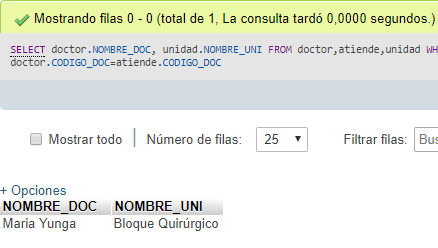 Mostrando filas 0 - 0 (total de 1, La consulta tardó 0,0000 segundos.)
SELECT doctor.NOMBRE_DOC, unidad.NOMBRE_UNI FROM doctor,atiende,unidad WH
doctor.CODIGO_DOC=atiende.CODIGO_DOC
Mostrar todo | Número de filas: 25 Filtrar filas: Bus
+ Opciones
NOMBRE_DOC NOMBRE_UNI
Maria Yunga Bloque Quirúrgico